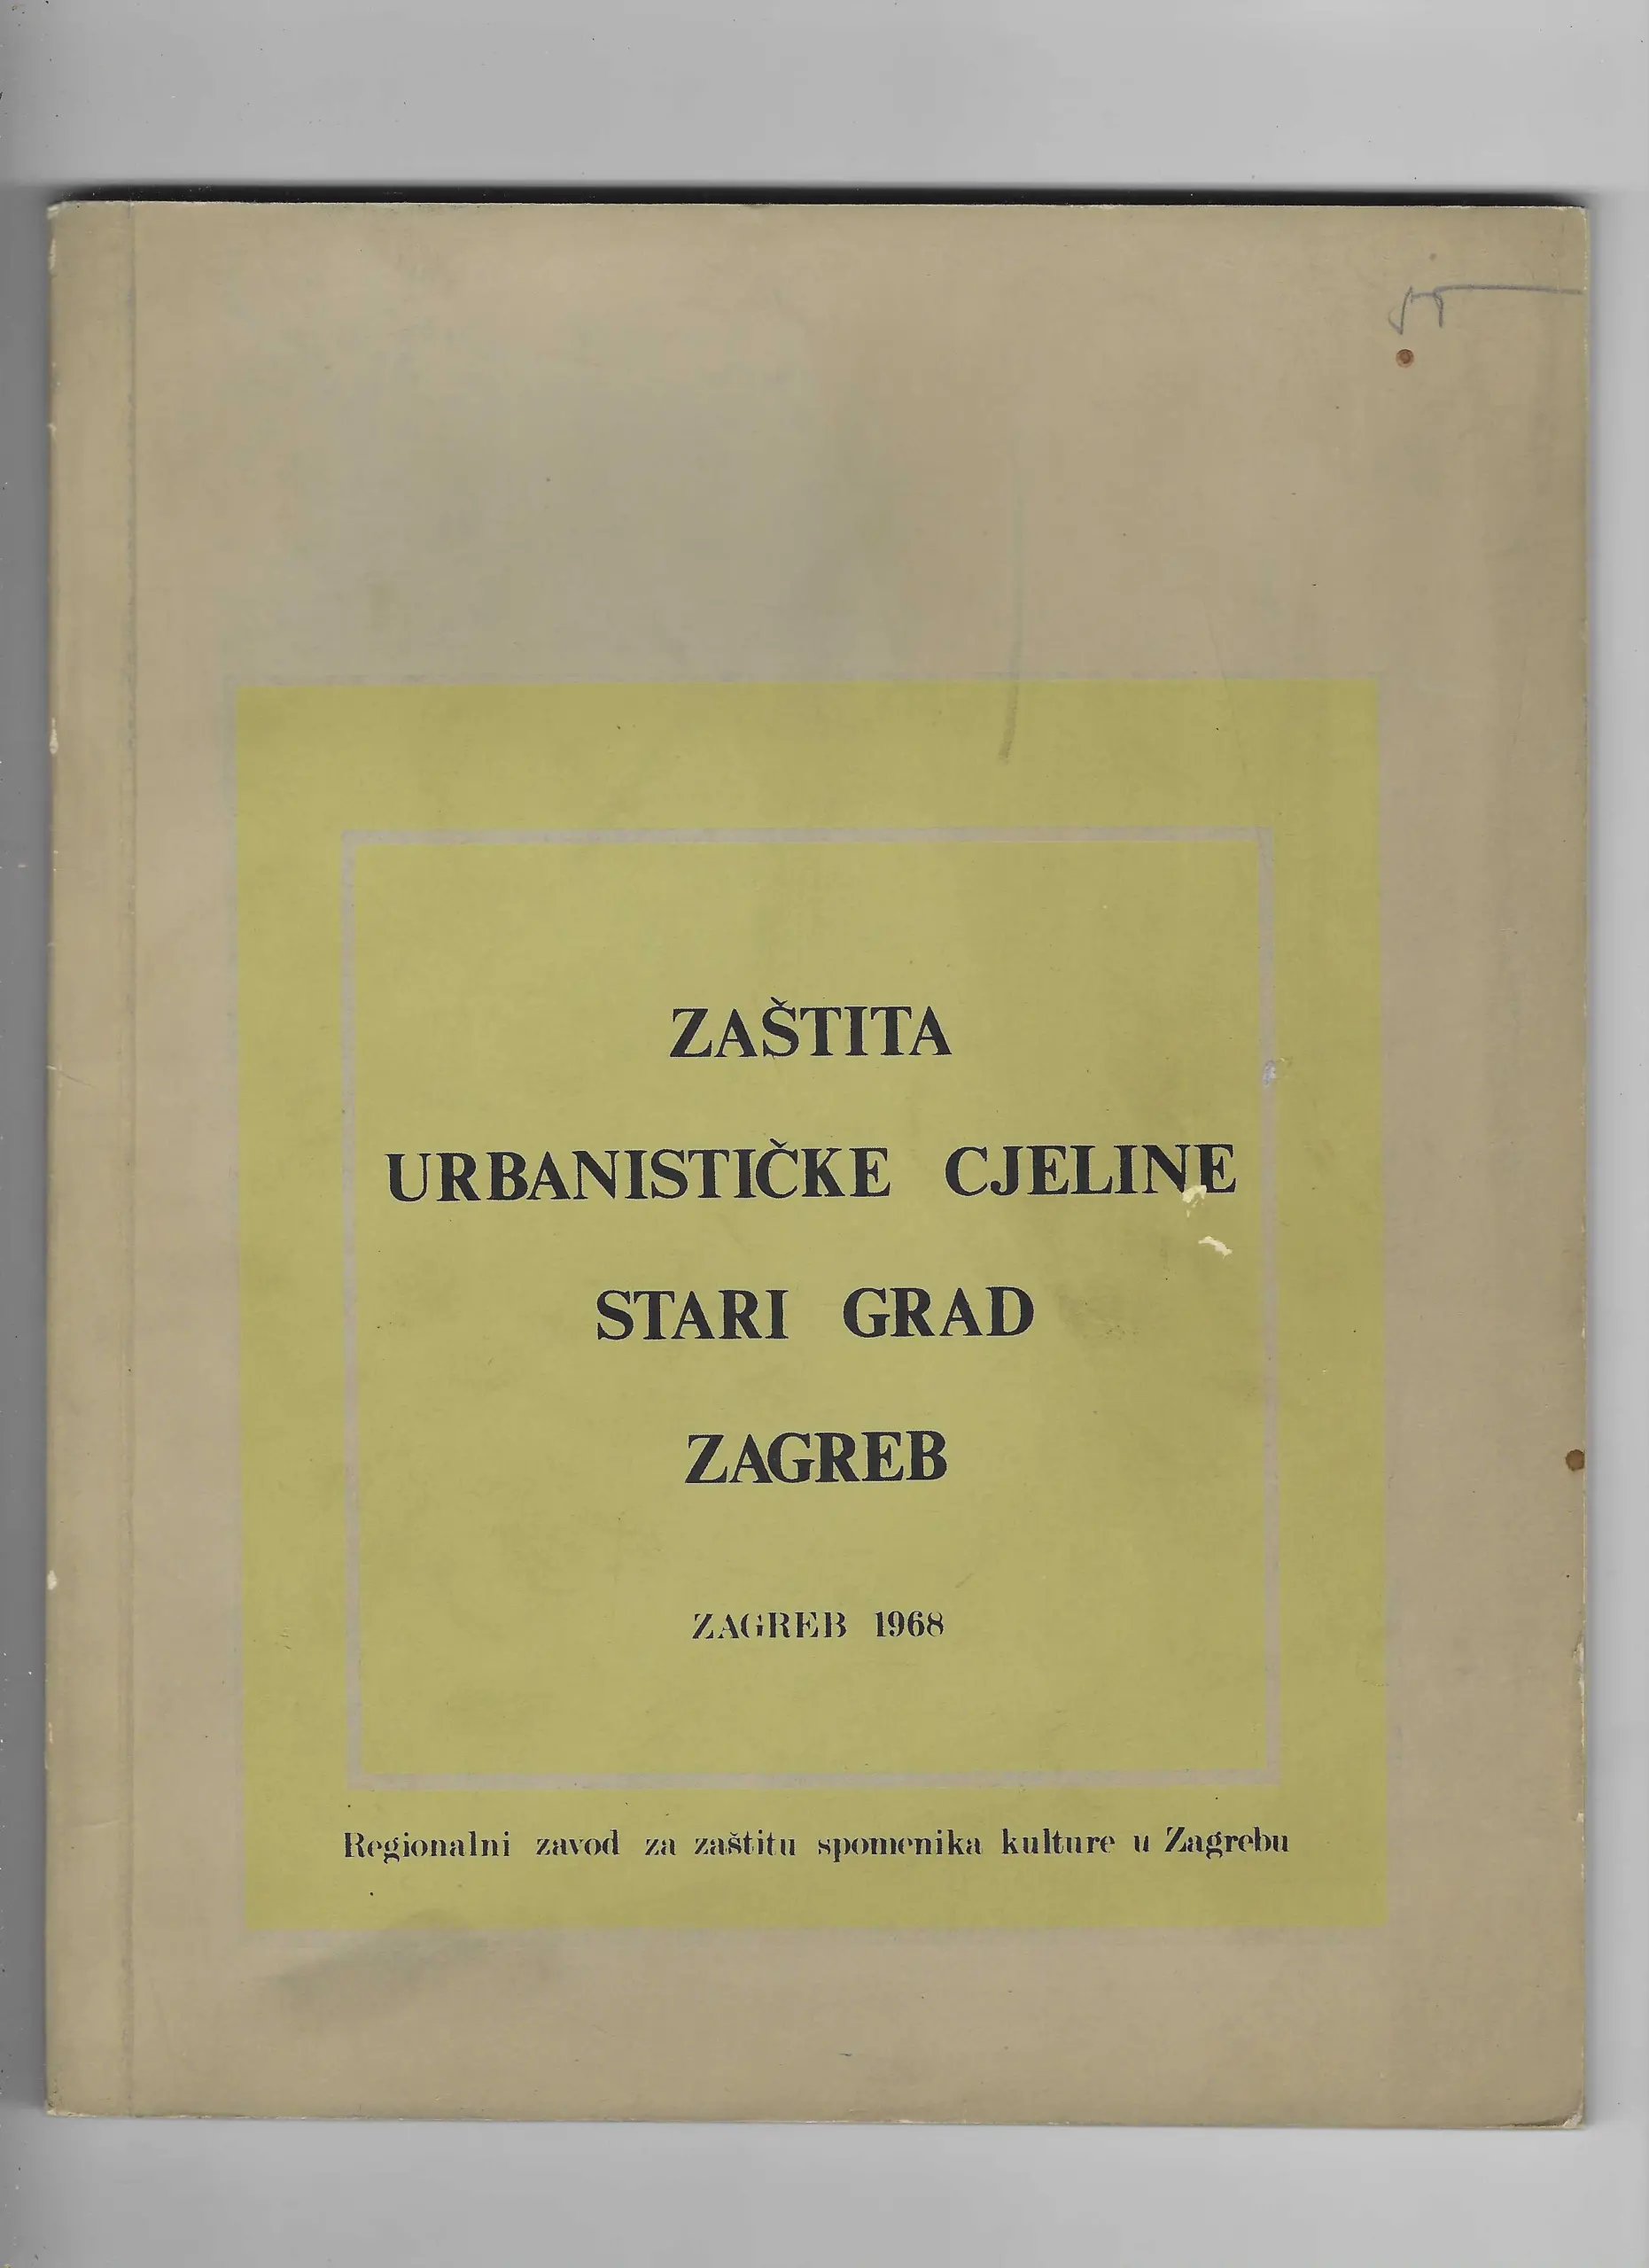 ZAŠTITA
URBANISTIČKE CJELINE
STARI GRAD
ZAGREB
ZAGREB 1968
Regionalni zavod za zaštitu spomenika kulture u Zagrebu